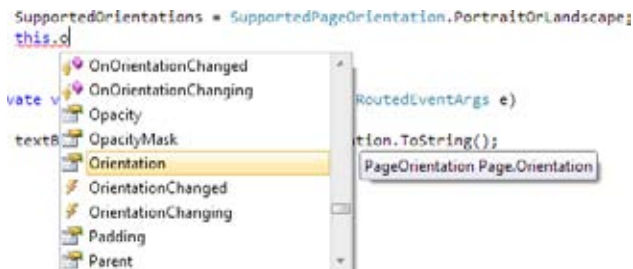 SupportedOrientations = SupportedPageOrientation.PortraitOrLandscape;
this.o
OnOrientationChanged
OnOrientationChanging
vate v RoutedEventArgs e)
Opacity
textB OpacityMask tion.ToString();
Orientation PageOrientation Page.Orientation
OrientationChanged
OrientationChanging
Padding
Parent